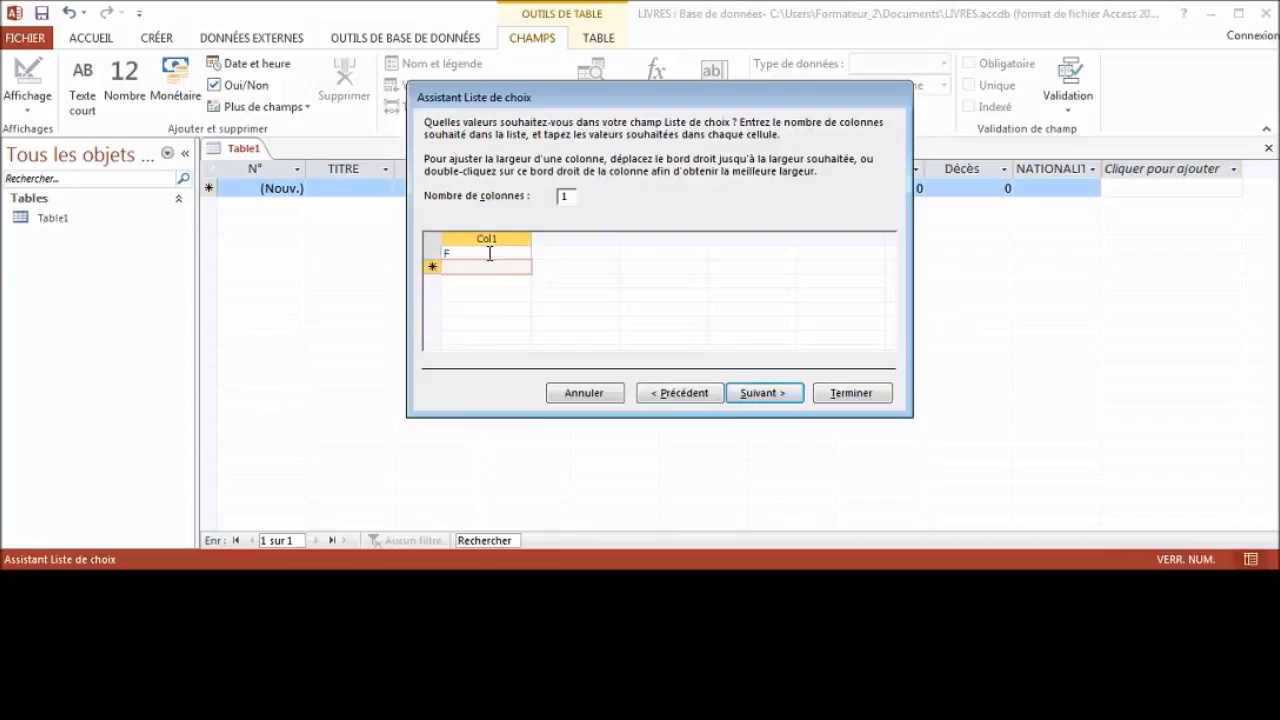 OUTILS DE TABLE
LIVRES : Base de données- C:\Users\Formateur_2\Documents\LIVRES.accdb (format de fichier Access 20...
FICHIER ACCUEIL CRÉER DONNÉES EXTERNES OUTILS DE BASE DE DONNÉES CHAMPS TABLE Connexion
AB 12 Date et heure Nom et légende Type de données : Obligatoire
Affichage Texte court Nombre Monétaire Oui/Non Supprimer Unique Validation
Plus de champs Indexé
Affichages Ajouter et supprimer Validation de champ
Tous les objets ...
Rechercher...
Tables
Table1
Table1
N° TITRE Décès NATIONALIT Cliquer pour ajouter
(Nouv.) 0 0
Assistant Liste de choix
Quelles valeurs souhaitez-vous dans votre champ Liste de choix ? Entrez le nombre de colonnes
souhaité dans la liste, et tapez les valeurs souhaitées dans chaque cellule.
Pour ajuster la largeur d'une colonne, déplacez le bord droit jusqu'à la largeur souhaitée, ou
double-cliquez sur ce bord droit de la colonne afin d'obtenir la meilleure largeur.
Nombre de colonnes : 1
Col1
F
Annuler < Précédent Suivant > Terminer
Enr : 1 sur 1 Aucun filtre Rechercher
Assistant Liste de choix VERR. NUM.